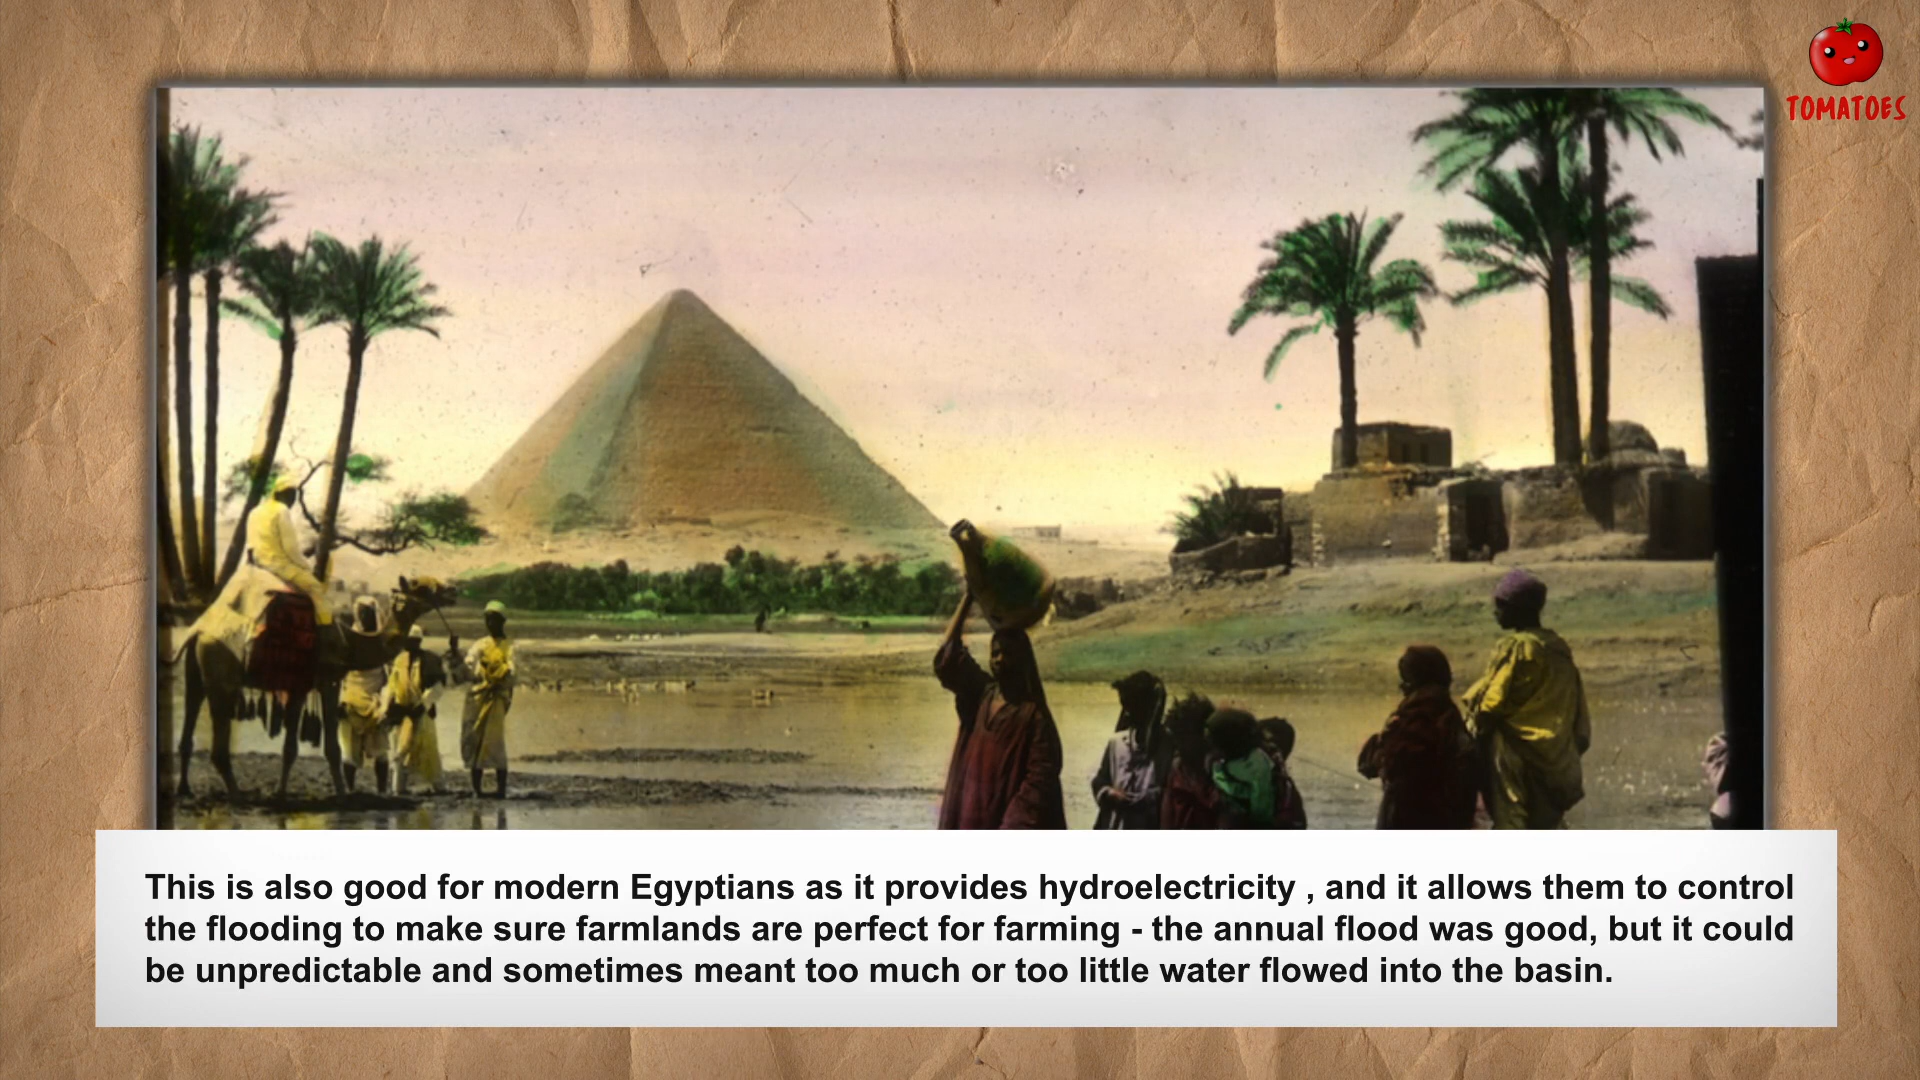 TOMATOES
This is also good for modern Egyptians as it provides hydroelectricity , and it allows them to control
the flooding to make sure farmlands are perfect for farming - the annual flood was good, but it could
be unpredictable and sometimes meant too much or too little water flowed into the basin.